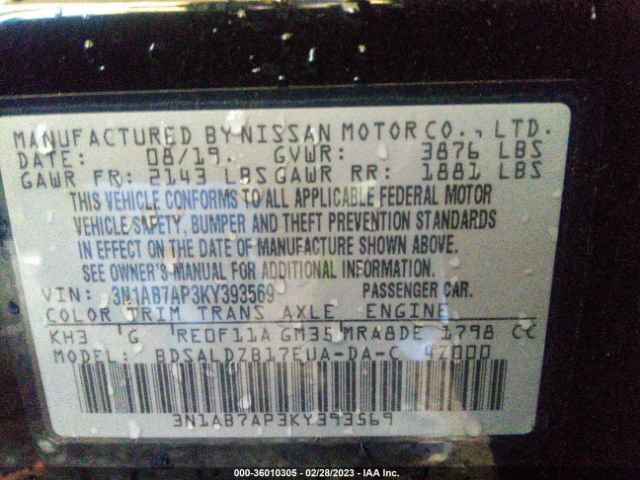 MANUFACTURED BY NISSAN MOTOR CO., LTD.
DATE: 08/19. GVWR: 3876 LBS
GAWR FR: 2143 LBS GAWR RR: 1881 LBS
THIS VEHICLE CONFORMS TO ALL APPLICABLE FEDERAL MOTOR
VEHICLE SAFETY, BUMPER AND THEFT PREVENTION STANDARDS
IN EFFECT ON THE DATE OF MANUFACTURE SHOWN ABOVE.
SEE OWNER'S MANUAL FOR ADDITIONAL INFORMATION.
VIN: 3N1AB7AP3KY393569 PASSENGER CAR.
COLOR TRIM TRANS AXLE ENGINE
KH3 G RE0F11A GM35 MRA8DE 1798 CC
MODEL: BDSALDZB17EUA-DA-C 4Z000
3N1AB7AP3KY393569
000-36010305 - 02/28/2023 - IAA Inc.